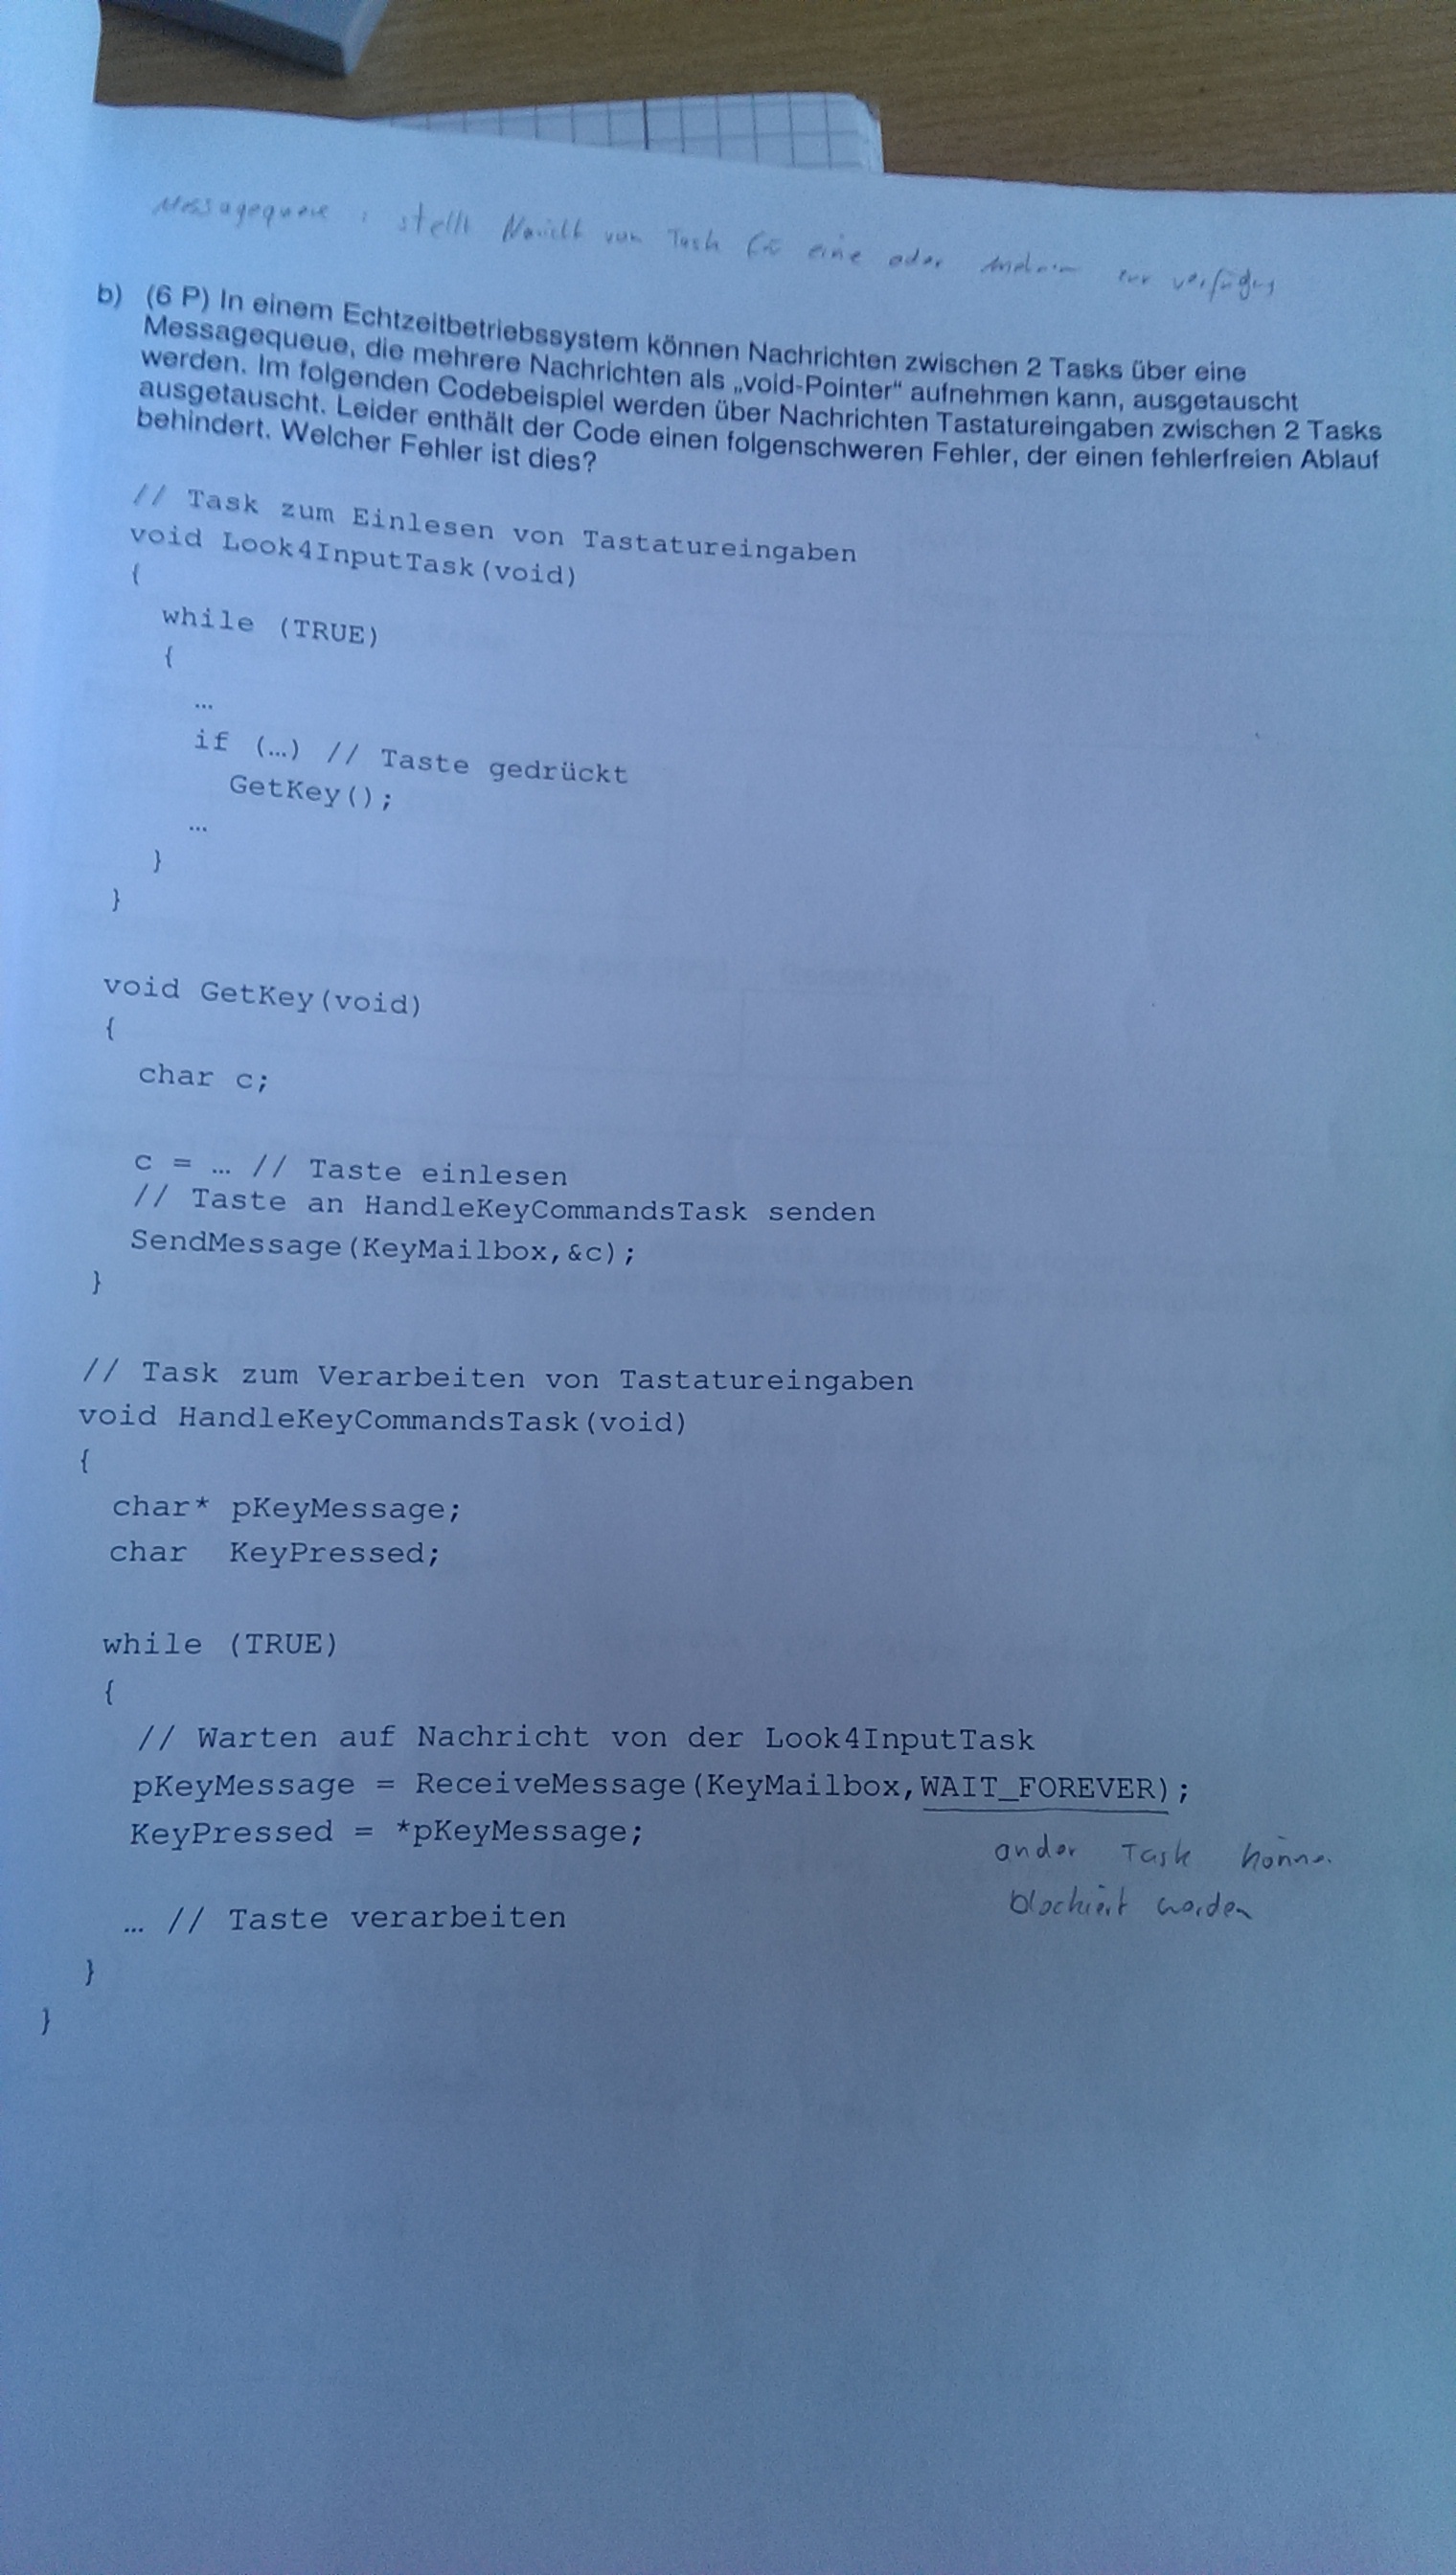 Messagequeue : stellt Naricht von Task für eine oder mehrere zur verfügung
b) (6 P) In einem Echtzeitbetriebssystem können Nachrichten zwischen 2 Tasks über eine
Messagequeue, die mehrere Nachrichten als „void-Pointer“ aufnehmen kann, ausgetauscht
werden. Im folgenden Codebeispiel werden über Nachrichten Tastatureingaben zwischen 2 Tasks
ausgetauscht. Leider enthält der Code einen folgenschweren Fehler, der einen fehlerfreien Ablauf
behindert. Welcher Fehler ist dies?
// Task zum Einlesen von Tastatureingaben
void Look4InputTask(void)
{
while (TRUE)
{
…
if (…) // Taste gedrückt
GetKey();
…
}
}
void GetKey(void)
{
char c;
c = … // Taste einlesen
// Taste an HandleKeyCommandsTask senden
SendMessage(KeyMailbox,&c);
}
// Task zum Verarbeiten von Tastatureingaben
void HandleKeyCommandsTask(void)
{
char* pKeyMessage;
char KeyPressed;
while (TRUE)
{
// Warten auf Nachricht von der Look4InputTask
pKeyMessage = ReceiveMessage(KeyMailbox,WAIT_FOREVER);
KeyPressed = *pKeyMessage;
ander Task können
blockiert werden
… // Taste verarbeiten
}
}